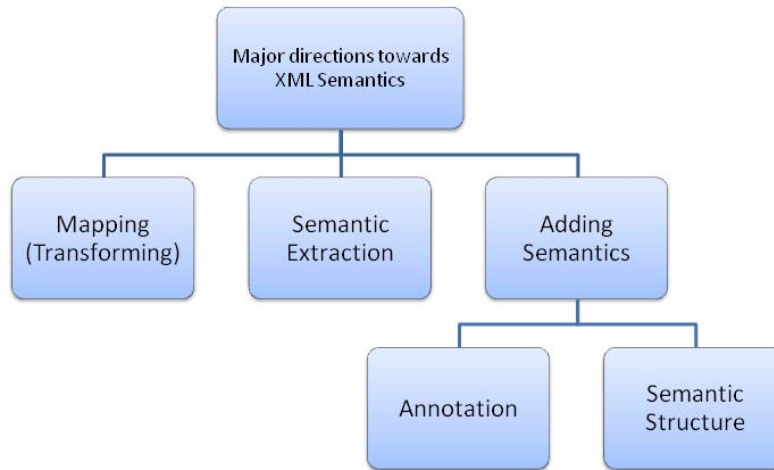 Major directions towards
XML Semantics
Mapping
(Transforming)
Semantic
Extraction
Adding
Semantics
Annotation
Semantic
Structure